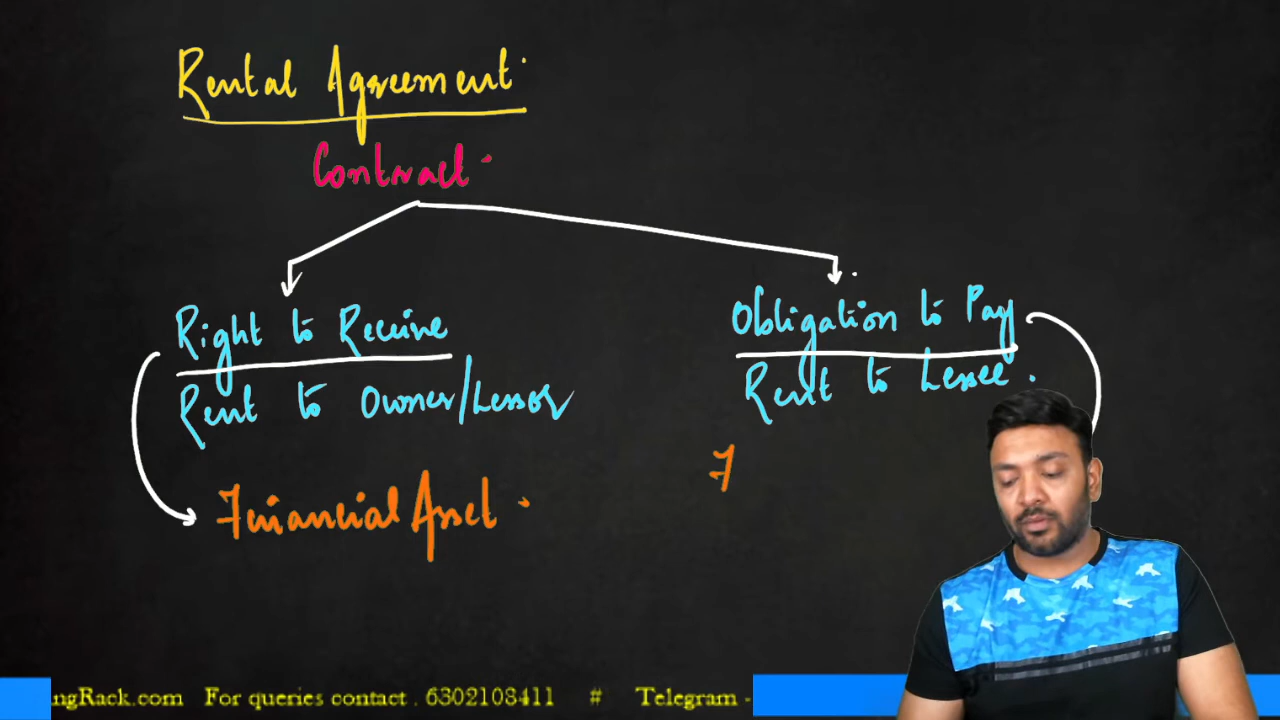 Rental Agreement.
Contract.
Right to Receive
Rent to Owner/Lessor
Obligation to Pay
Rent to Lessee.
Financial Asset.
F
ngRack.com For queries contact . 6302108411 # Telegram -